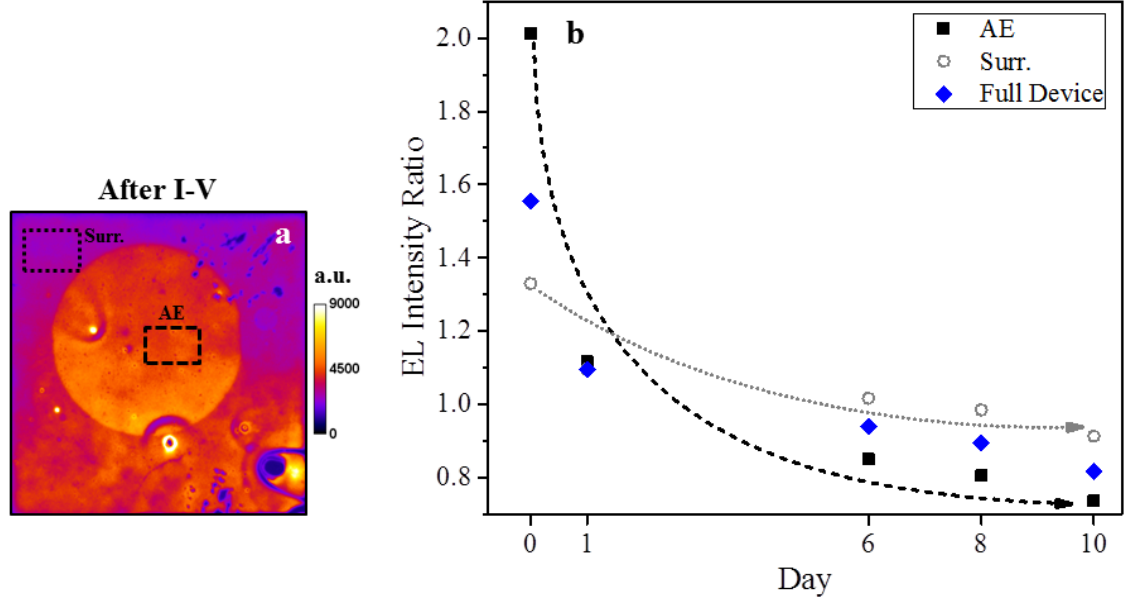 After I-V
a
Surr.
AE
a.u.
9000
4500
0
b
AE
Surr.
Full Device
EL Intensity Ratio
2.0
1.8
1.6
1.4
1.2
1.0
0.8
0
1
6
8
10
Day